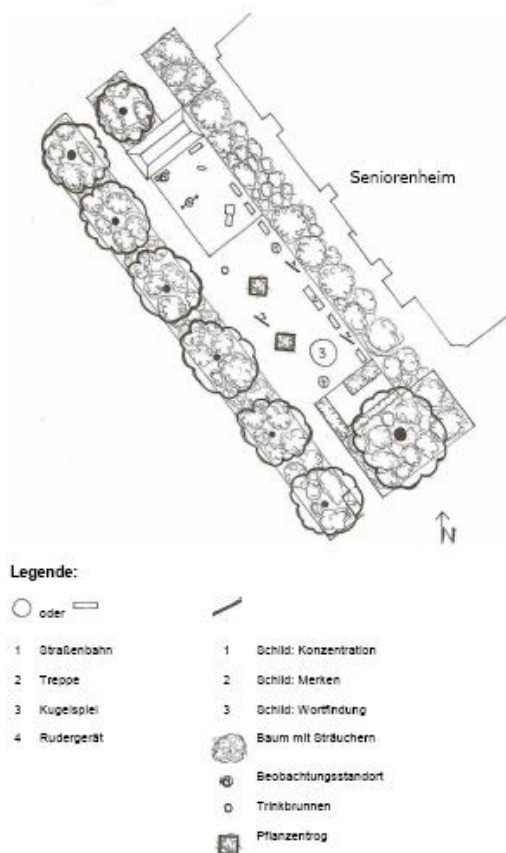 Seniorenheim
3
N
Legende:
oder
1 Straßenbahn
2 Treppe
3 Kugelspiel
4 Rudergerät
1 Schild: Konzentration
2 Schild: Merken
3 Schild: Wortfindung
Baum mit Sträuchern
Beobachtungsstandort
Trinkbrunnen
Pflanzentrog